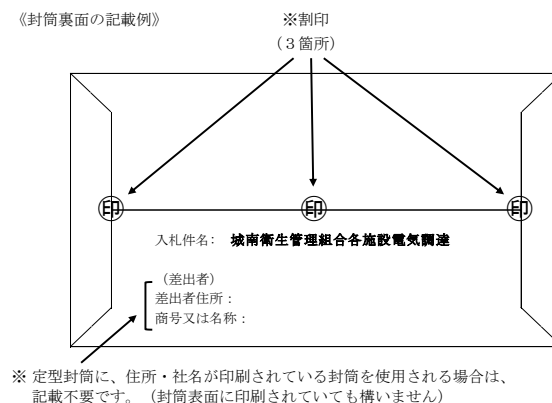 《封筒裏面の記載例》
※割印
(３箇所)
㊞ ㊞ ㊞
入札件名: 城南衛生管理組合各施設電気調達
(差出者)
差出者住所：
商号又は名称：
※ 定型封筒に、住所・社名が印刷されている封筒を使用される場合は、
記載不要です。（封筒表面に印刷されていても構いません）